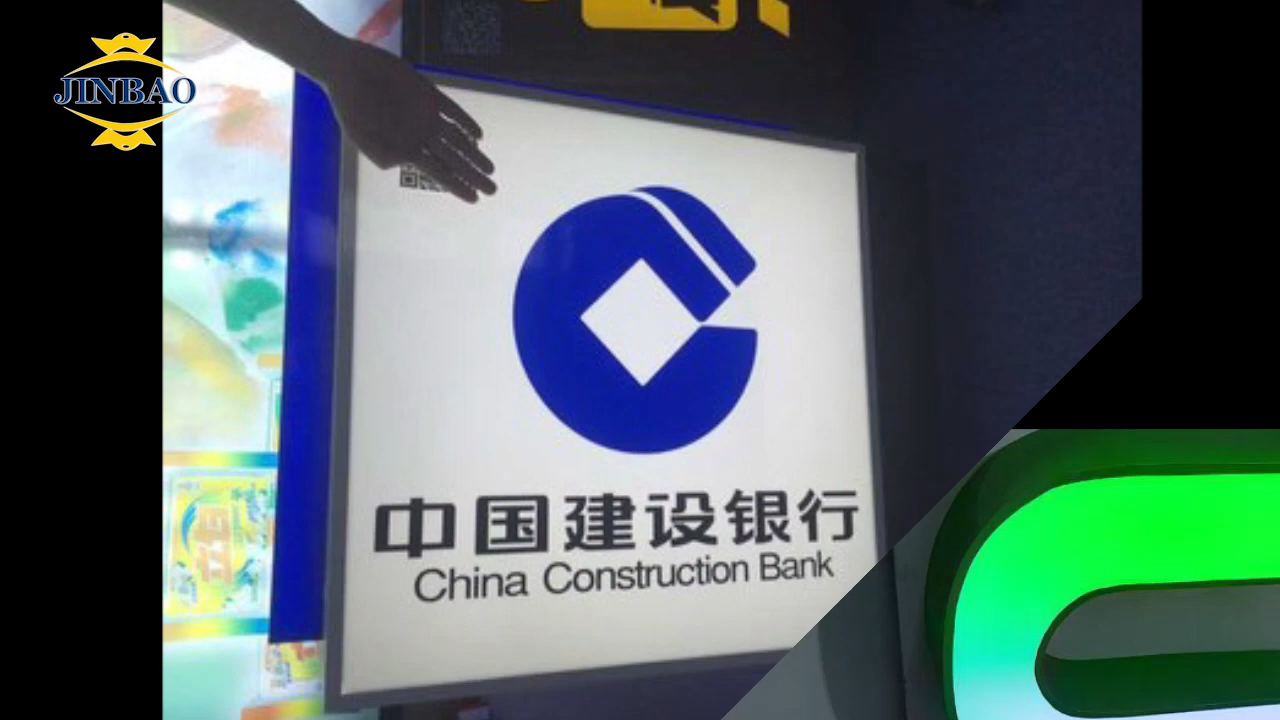 JINBAO
中国建设银行
China Construction Bank